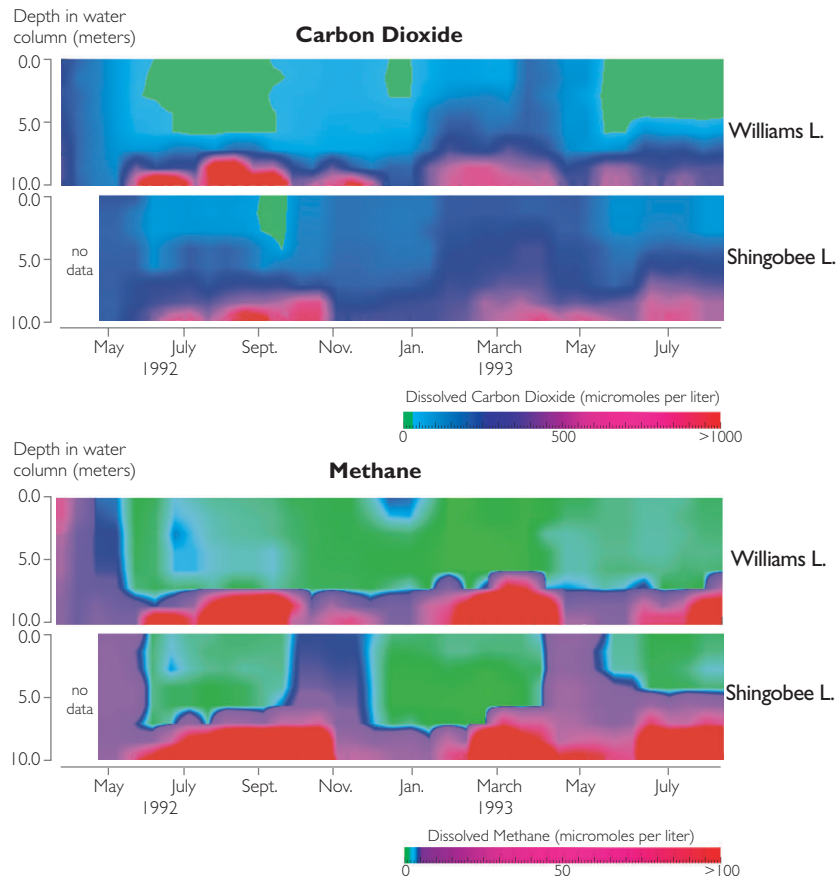 Depth in water
column (meters)
Carbon Dioxide
0.0
5.0
10.0
Williams L.
0.0
no
data
5.0
10.0
Shingobee L.
May July Sept. Nov. Jan. March May July
1992 1993
Dissolved Carbon Dioxide (micromoles per liter)
0 500 >1000
Depth in water
column (meters)
Methane
0.0
5.0
10.0
Williams L.
0.0
no
data
5.0
10.0
Shingobee L.
May July Sept. Nov. Jan. March May July
1992 1993
Dissolved Methane (micromoles per liter)
0 50 >100